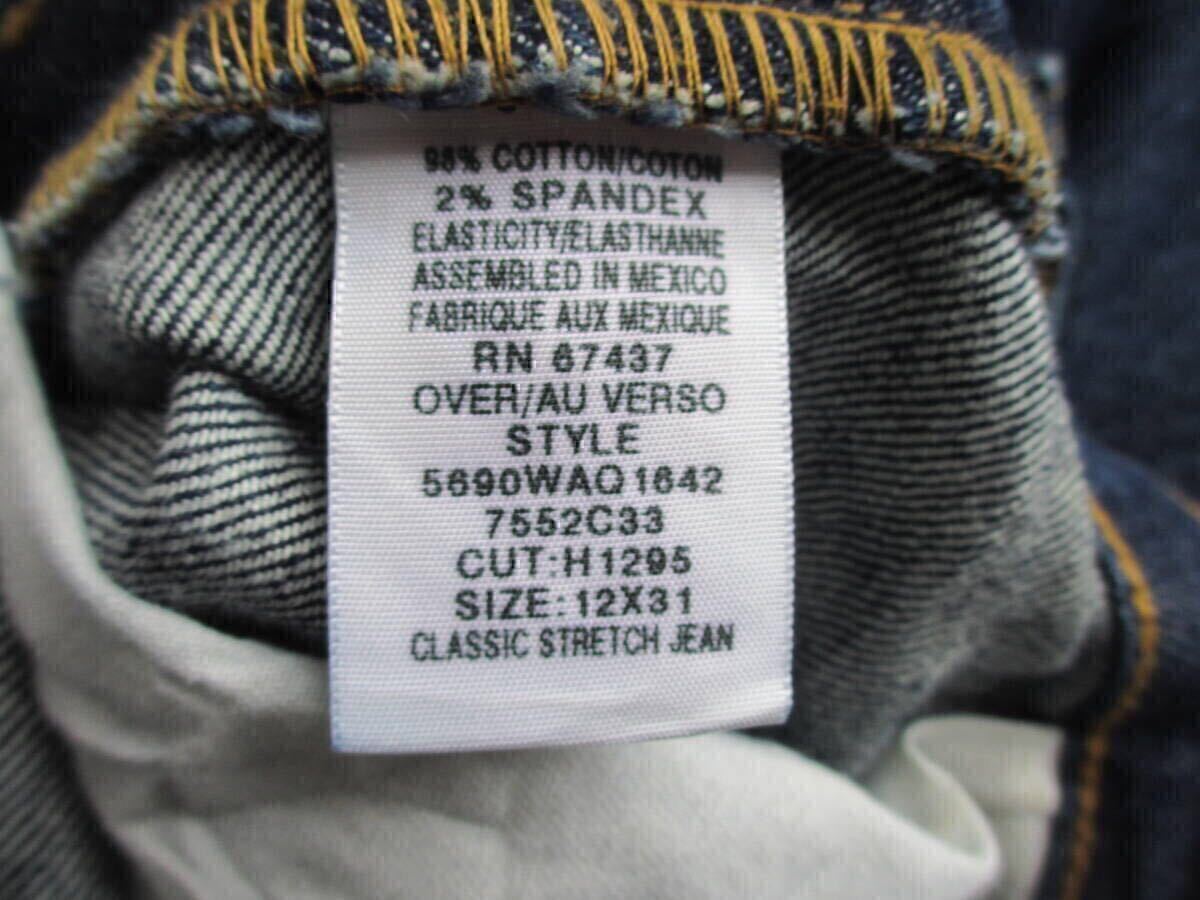 98% COTTON/COTON
2% SPANDEX
ELASTICITY/ELASTHANNE
ASSEMBLED IN MEXICO
FABRIQUE AUX MEXIQUE
RN 67437
OVER/AU VERSO
STYLE
5690WAQ1642
7552C33
CUT:H1295
SIZE:12X31
CLASSIC STRETCH JEAN